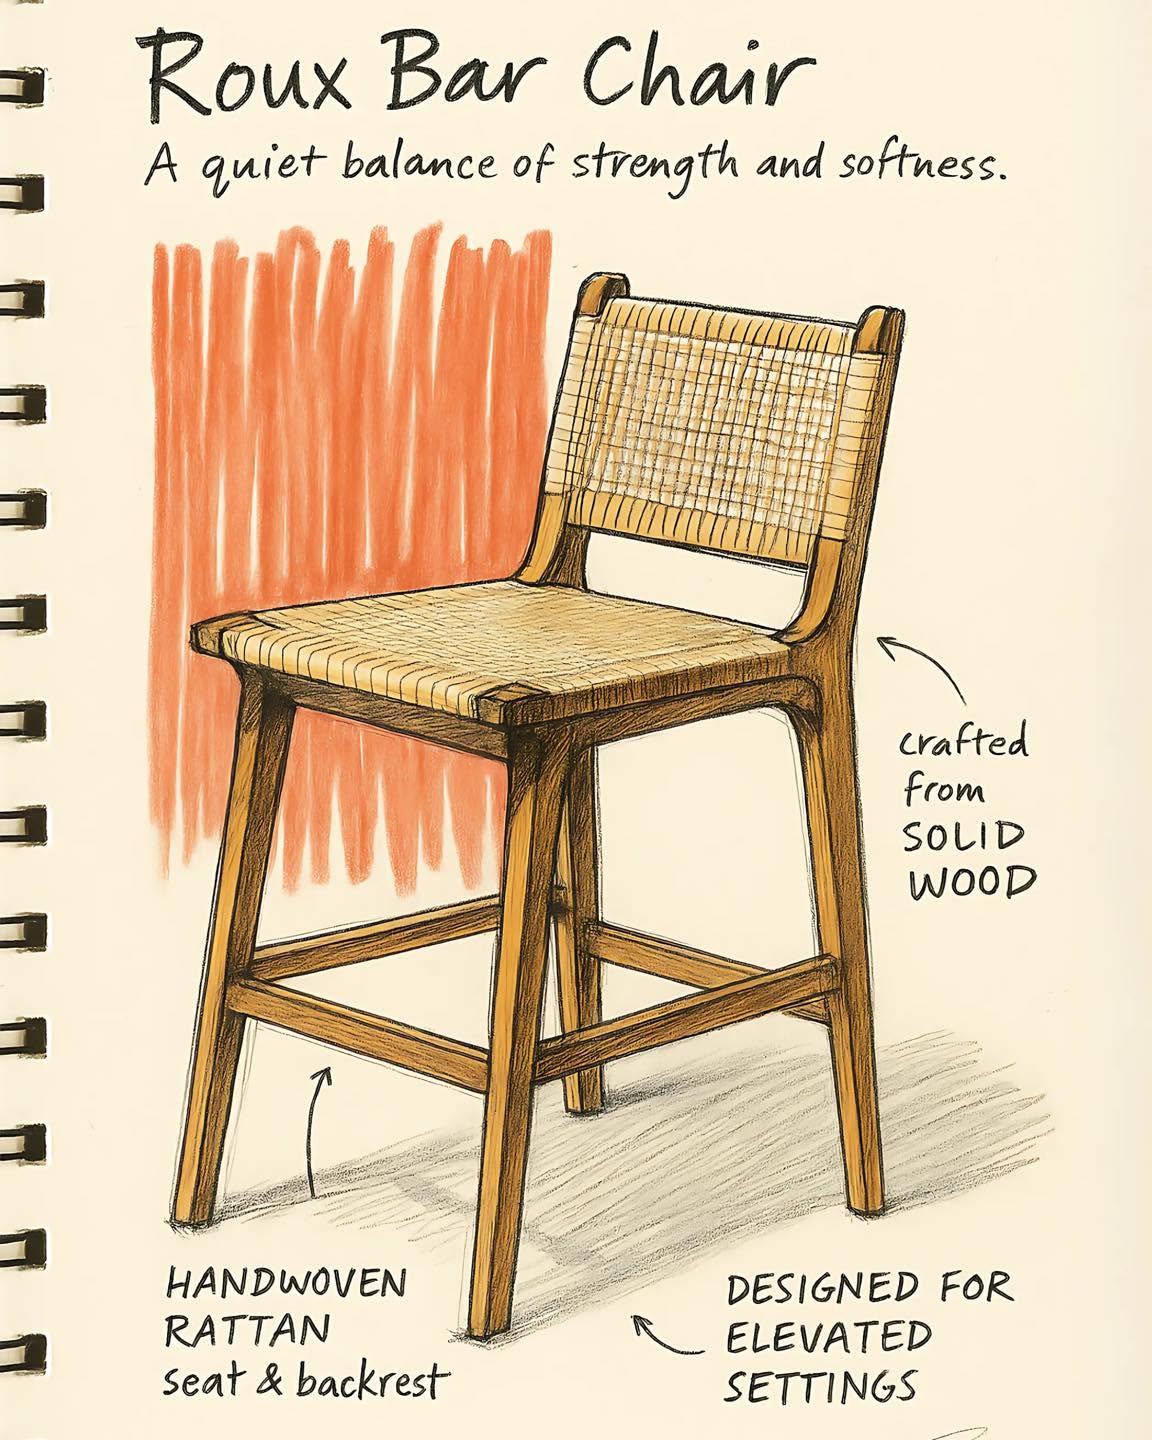 Roux Bar Chair
A quiet balance of strength and softness.
crafted
from
SOLID
WOOD
HANDWOVEN
RATTAN
seat & backrest
DESIGNED FOR
ELEVATED
SETTINGS